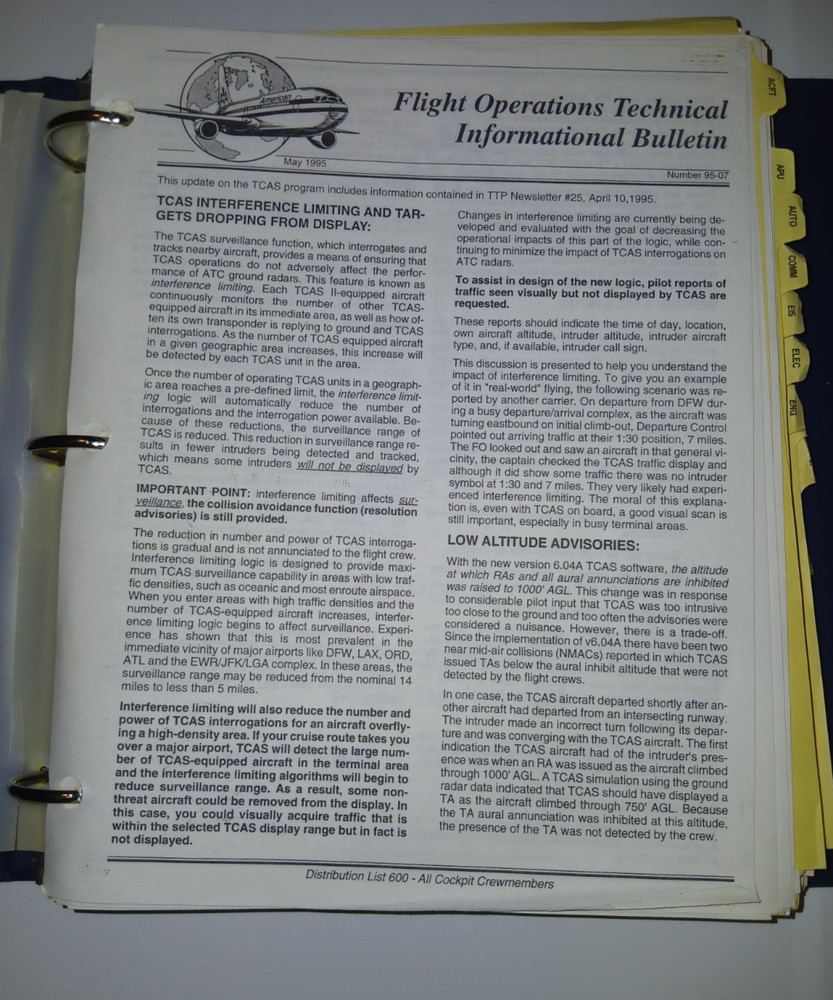 American
Flight Operations Technical
Informational Bulletin
May 1995
Number 95-07
This update on the TCAS program includes information contained in TTP Newsletter #25, April 10,1995.
TCAS INTERFERENCE LIMITING AND TAR-
GETS DROPPING FROM DISPLAY:
The TCAS surveillance function, which interrogates and
tracks nearby aircraft, provides a means of ensuring that
TCAS operations do not adversely affect the perfor-
mance of ATC ground radars. This feature is known as
interference limiting. Each TCAS II-equipped aircraft
continuously monitors the number of other TCAS-
equipped aircraft in its immediate area, as well as how of-
ten its own transponder is replying to ground and TCAS
interrogations. As the number of TCAS equipped aircraft
in a given geographic area increases, this increase will
be detected by each TCAS unit in the area.
Once the number of operating TCAS units in a geograph-
ic area reaches a pre-defined limit, the interference limit-
ing logic will automatically reduce the number of
interrogations and the interrogation power available. Be-
cause of these reductions, the surveillance range of
TCAS is reduced. This reduction in surveillance range re-
sults in fewer intruders being detected and tracked,
which means some intruders will not be displayed by
TCAS.
IMPORTANT POINT: interference limiting affects sur-
veillance, the collision avoidance function (resolution
advisories) is still provided.
The reduction in number and power of TCAS interroga-
tions is gradual and is not annunciated to the flight crew.
Interference limiting logic is designed to provide maxi-
mum TCAS surveillance capability in areas with low traf-
fic densities, such as oceanic and most enroute airspace.
When you enter areas with high traffic densities and the
number of TCAS-equipped aircraft increases, interfer-
ence limiting logic begins to affect surveillance. Experi-
ence has shown that this is most prevalent in the
immediate vicinity of major airports like DFW, LAX, ORD,
ATL and the EWR/JFK/LGA complex. In these areas, the
surveillance range may be reduced from the nominal 14
miles to less than 5 miles.
Interference limiting will also reduce the number and
power of TCAS interrogations for an aircraft overfly-
ing a high-density area. If your cruise route takes you
over a major airport, TCAS will detect the large num-
ber of TCAS-equipped aircraft in the terminal area
and the interference limiting algorithms will begin to
reduce surveillance range. As a result, some non-
threat aircraft could be removed from the display. In
this case, you could visually acquire traffic that is
within the selected TCAS display range but in fact is
not displayed.
Changes in interference limiting are currently being de-
veloped and evaluated with the goal of decreasing the
operational impacts of this part of the logic, while con-
tinuing to minimize the impact of TCAS interrogations on
ATC radars.
To assist in design of the new logic, pilot reports of
traffic seen visually but not displayed by TCAS are
requested.
These reports should indicate the time of day, location,
own aircraft altitude, intruder altitude, intruder aircraft
type, and, if available, intruder call sign.
This discussion is presented to help you understand the
impact of interference limiting. To give you an example
of it in "real-world" flying, the following scenario was re-
ported by another carrier. On departure from DFW dur-
ing a busy departure/arrival complex, as the aircraft was
turning eastbound on initial climb-out, Departure Control
pointed out arriving traffic at their 1:30 position, 7 miles.
The FO looked out and saw an aircraft in that general vi-
cinity, the captain checked the TCAS traffic display and
although it did show some traffic there was no intruder
symbol at 1:30 and 7 miles. They very likely had experi-
enced interference limiting. The moral of this explana-
tion is, even with TCAS on board, a good visual scan is
still important, especially in busy terminal areas.
LOW ALTITUDE ADVISORIES:
With the new version 6.04A TCAS software, the altitude
at which RAs and all aural annunciations are inhibited
was raised to 1000' AGL. This change was in response
to considerable pilot input that TCAS was too intrusive
too close to the ground and too often the advisories were
considered a nuisance. However, there is a trade-off.
Since the implementation of v6.04A there have been two
near mid-air collisions (NMACs) reported in which TCAS
issued TAs below the aural inhibit altitude that were not
detected by the flight crews.
In one case, the TCAS aircraft departed shortly after an-
other aircraft had departed from an intersecting runway.
The intruder made an incorrect turn following its depar-
ture and was converging with the TCAS aircraft. The first
indication the TCAS aircraft had of the intruder's pres-
ence was when an RA was issued as the aircraft climbed
through 1000' AGL. A TCAS simulation using the ground
radar data indicated that TCAS should have displayed a
TA as the aircraft climbed through 750' AGL. Because
the TA aural annunciation was inhibited at this altitude,
the presence of the TA was not detected by the crew.
Distribution List 600 - All Cockpit Crewmembers
ACFT
APU
AUTO
COMM
EIS
ELEC
ENG